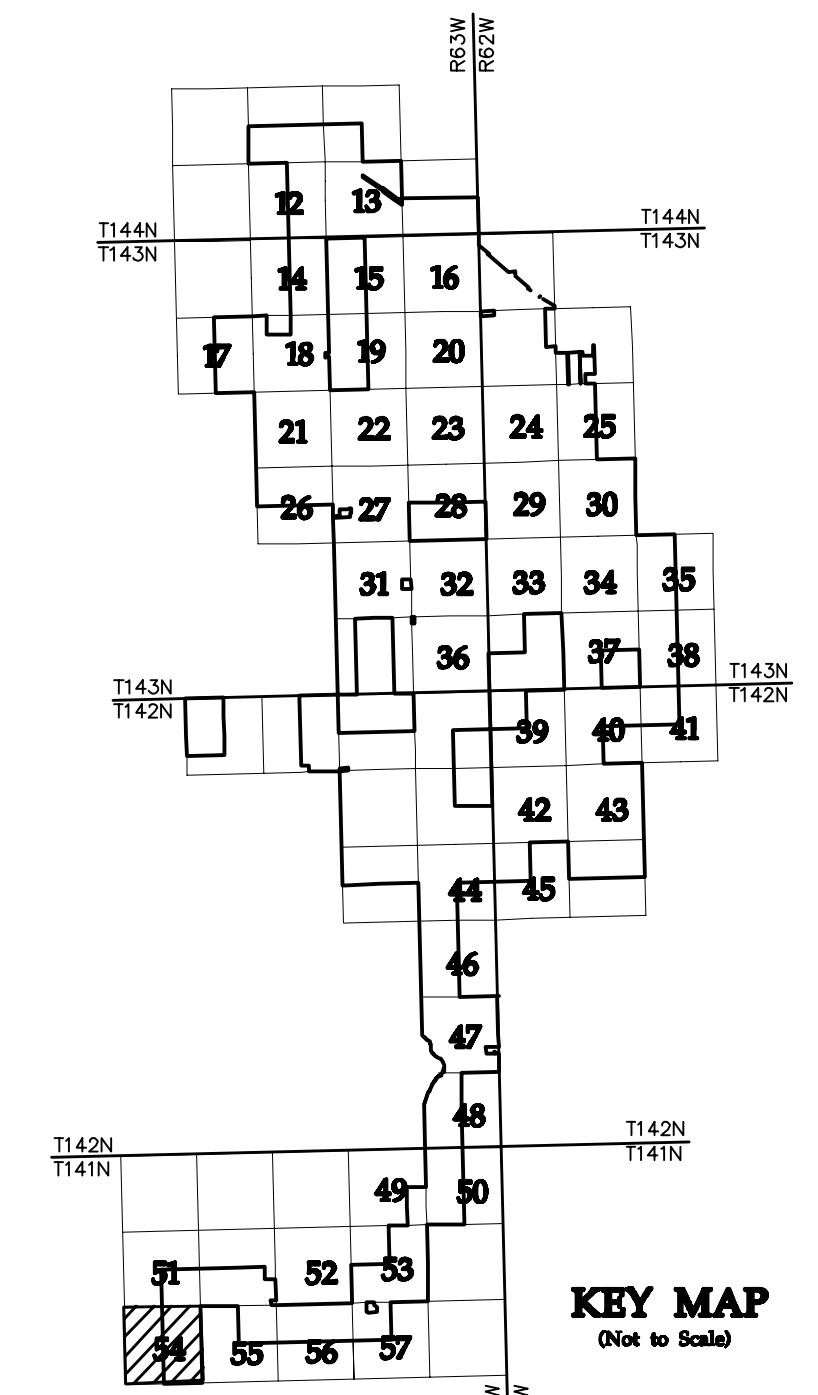 R63W
R62W
12 13
T144N T144N
T143N T143N
14 15 16
17 18 19 20
21 22 23 24 25
26 27 28 29 30
31 32 33 34 35
36 37 38
T143N T143N
T142N T142N
39 40 41
42 43
44 45
46
47
48
T142N T142N
T141N T141N
49 50
51 52 53
54 55 56 57
KEY MAP
(Not to Scale)
W
W